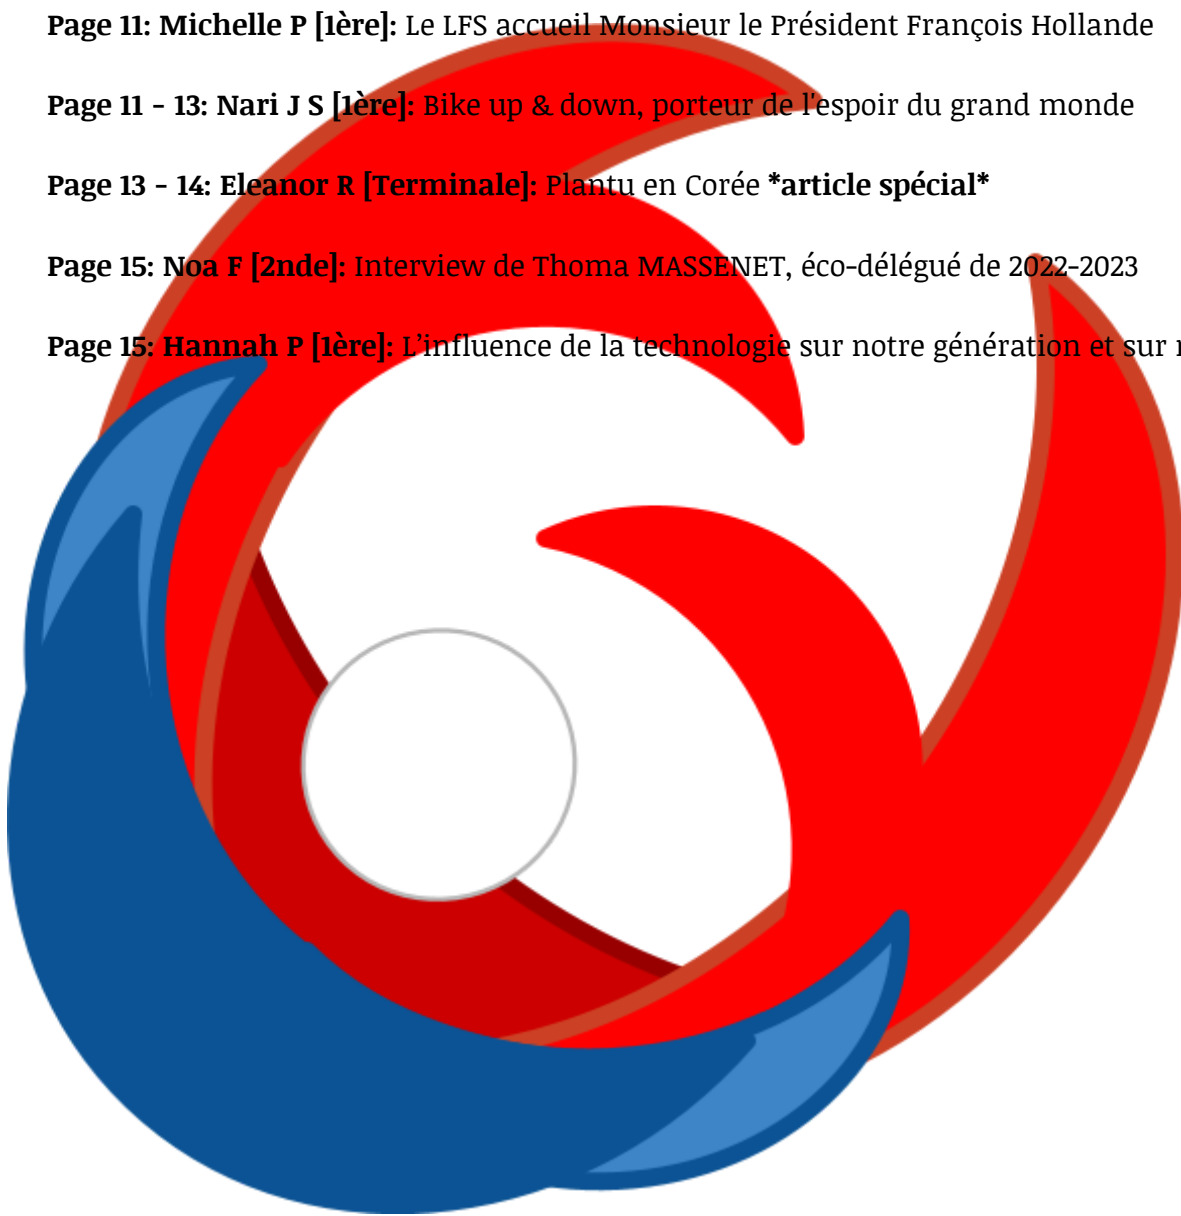 Page 11: Michelle P [1ère]: Le LFS accueil Monsieur le Président François Hollande
Page 11 - 13: Nari J S [1ère]: Bike up & down, porteur de l'espoir du grand monde
Page 13 - 14: Eleanor R [Terminale]: Plantu en Corée *article spécial*
Page 15: Noa F [2nde]: Interview de Thoma MASSENET, éco-délégué de 2022-2023
Page 15: Hannah P [1ère]: L’influence de la technologie sur notre génération et sur